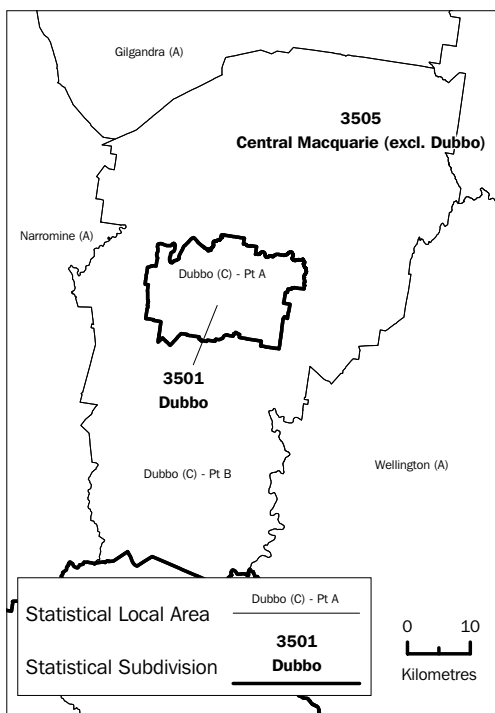 Gilgandra (A)
3505
Central Macquarie (excl. Dubbo)
Narromine (A)
Dubbo (C) - Pt A
3501
Dubbo
Dubbo (C) - Pt B
Wellington (A)
Statistical Local Area
Dubbo (C) - Pt A
Statistical Subdivision
3501
Dubbo
0 10
Kilometres